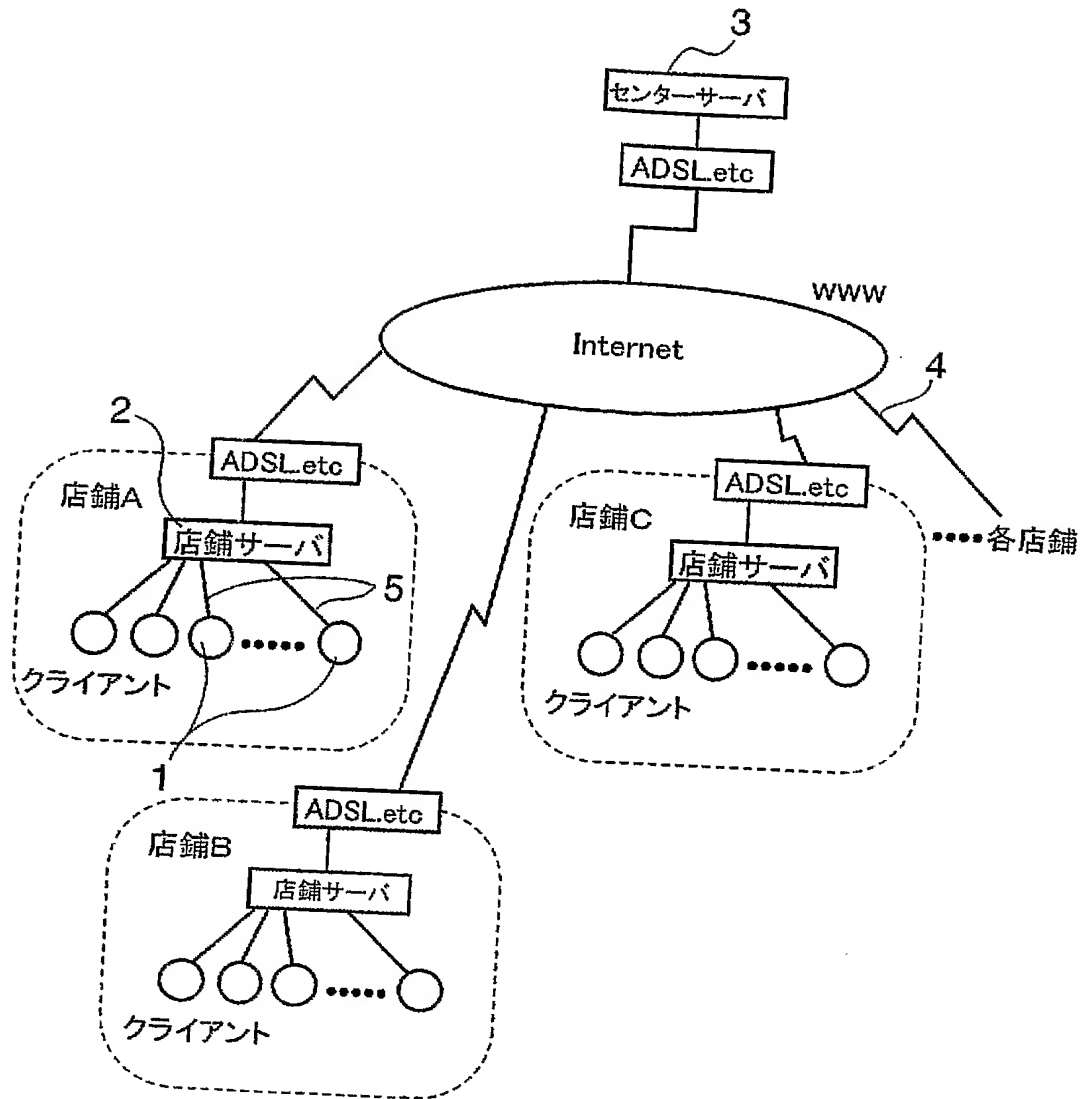 3
センターサーバ
ADSL.etc
www
Internet
4
2
ADSL.etc
店舗A
店舗サーバ
5
クライアント
1
ADSL.etc
店舗C
店舗サーバ
クライアント
•••••各店舗
ADSL.etc
店舗B
店舗サーバ
クライアント